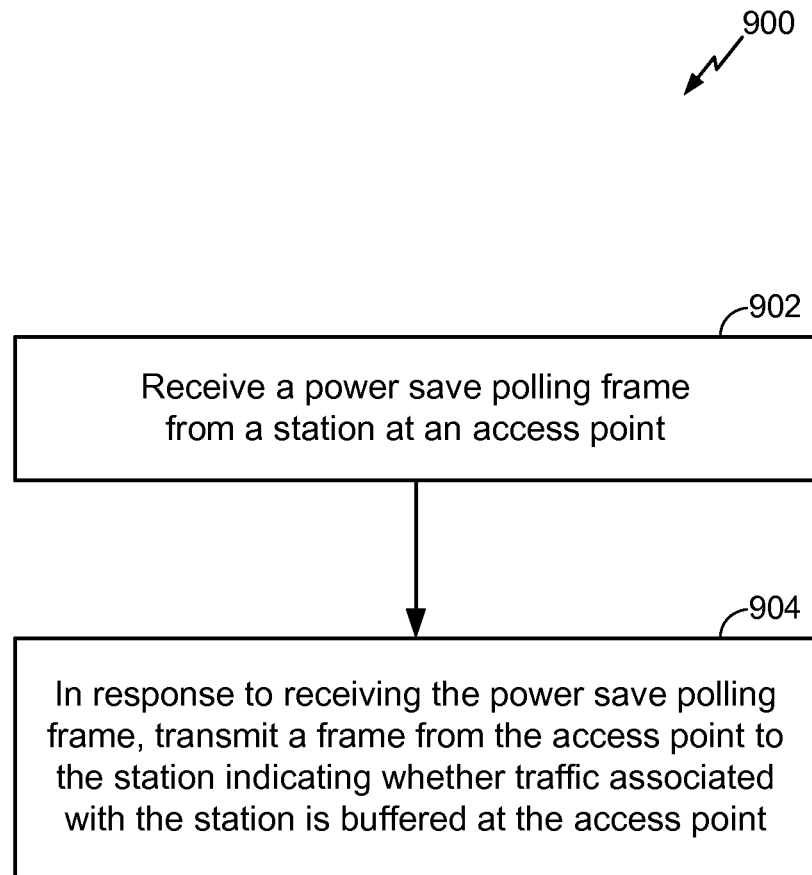 900
902
Receive a power save polling frame
from a station at an access point
904
In response to receiving the power save polling
frame, transmit a frame from the access point to
the station indicating whether traffic associated
with the station is buffered at the access point